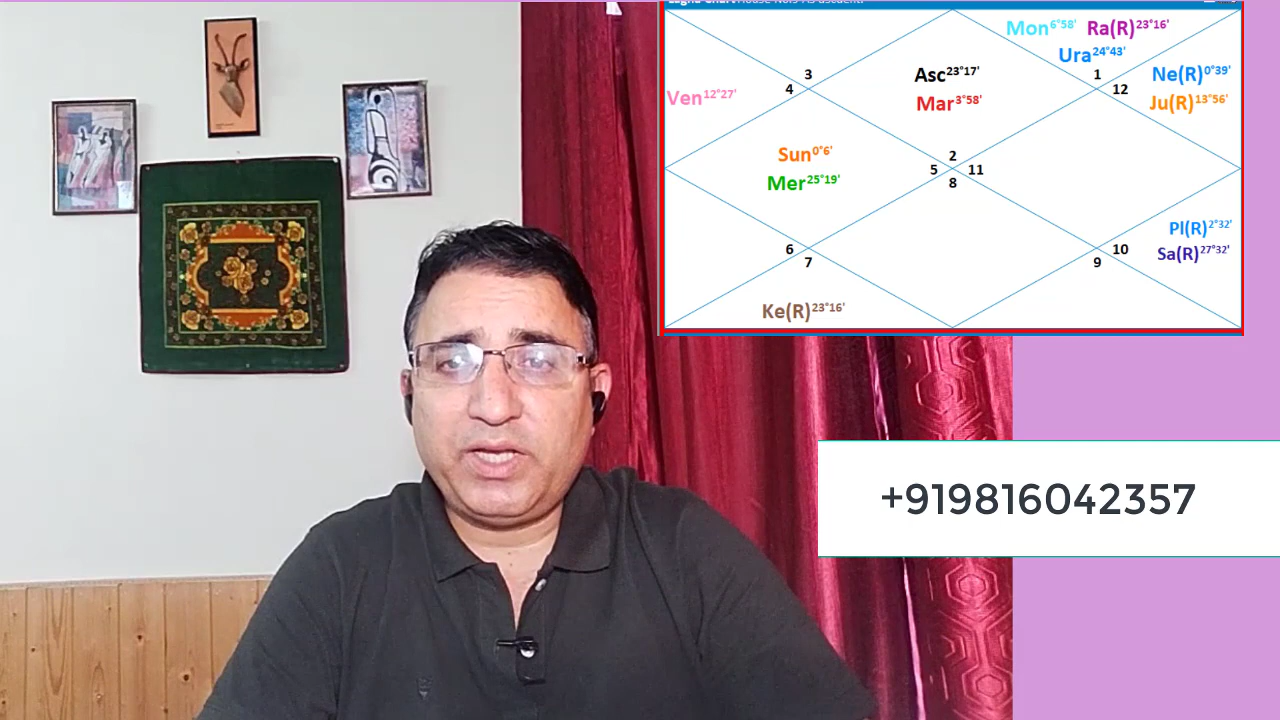 Mon6°58' Ra(R)23°16'
Ura24°43'
3
Asc23°17'
1
Ne(R)0°39'
4
12
Ven12°27'
Mar3°58'
Ju(R)13°56'
Sun0°6'
2
5
11
Mer25°19'
8
Pl(R)2°32'
6
10
Sa(R)27°32'
7
9
Ke(R)23°16'
+919816042357